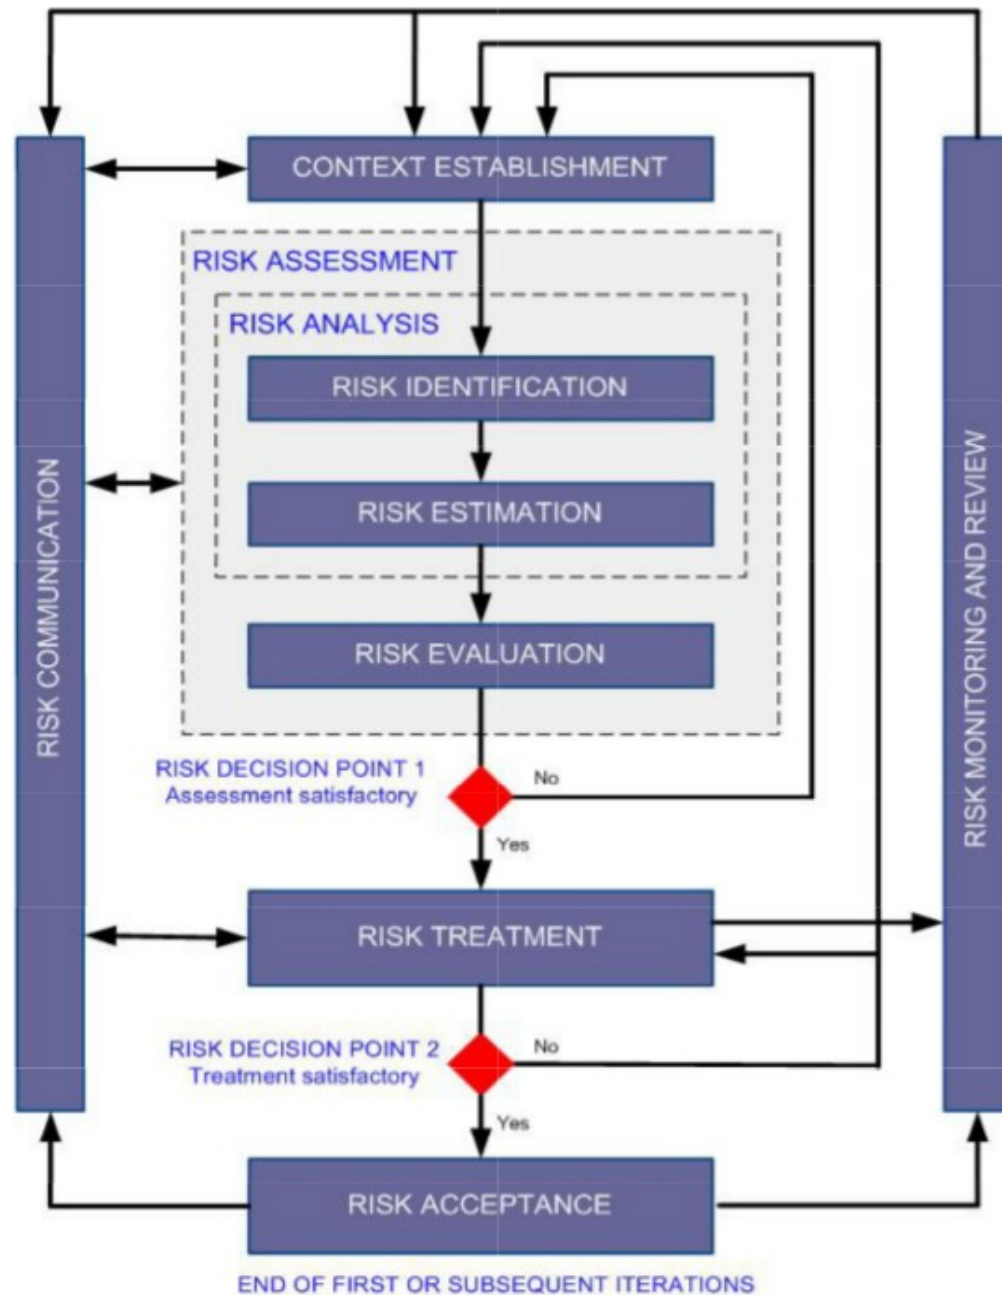 CONTEXT ESTABLISHMENT
RISK ASSESSMENT
RISK ANALYSIS
RISK IDENTIFICATION
RISK ESTIMATION
RISK EVALUATION
RISK COMMUNICATION
RISK MONITORING AND REVIEW
RISK DECISION POINT 1
Assessment satisfactory
No
Yes
RISK TREATMENT
RISK DECISION POINT 2
Treatment satisfactory
No
Yes
RISK ACCEPTANCE
END OF FIRST OR SUBSEQUENT ITERATIONS